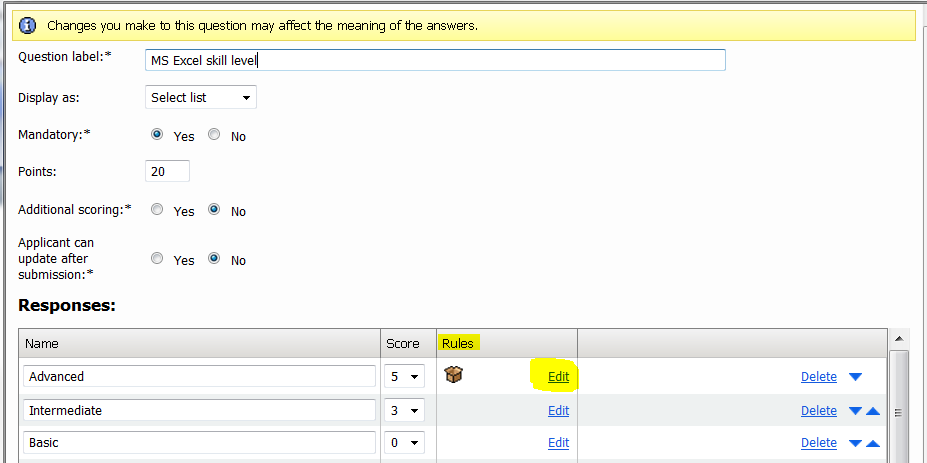 Changes you make to this question may affect the meaning of the answers.
Question label:* MS Excel skill level
Display as: Select list
Mandatory:* Yes No
Points: 20
Additional scoring:* Yes No
Applicant can
update after
submission:* Yes No
Responses:
Name Score Rules
Advanced 5 Edit Delete
Intermediate 3 Edit Delete
Basic 0 Edit Delete